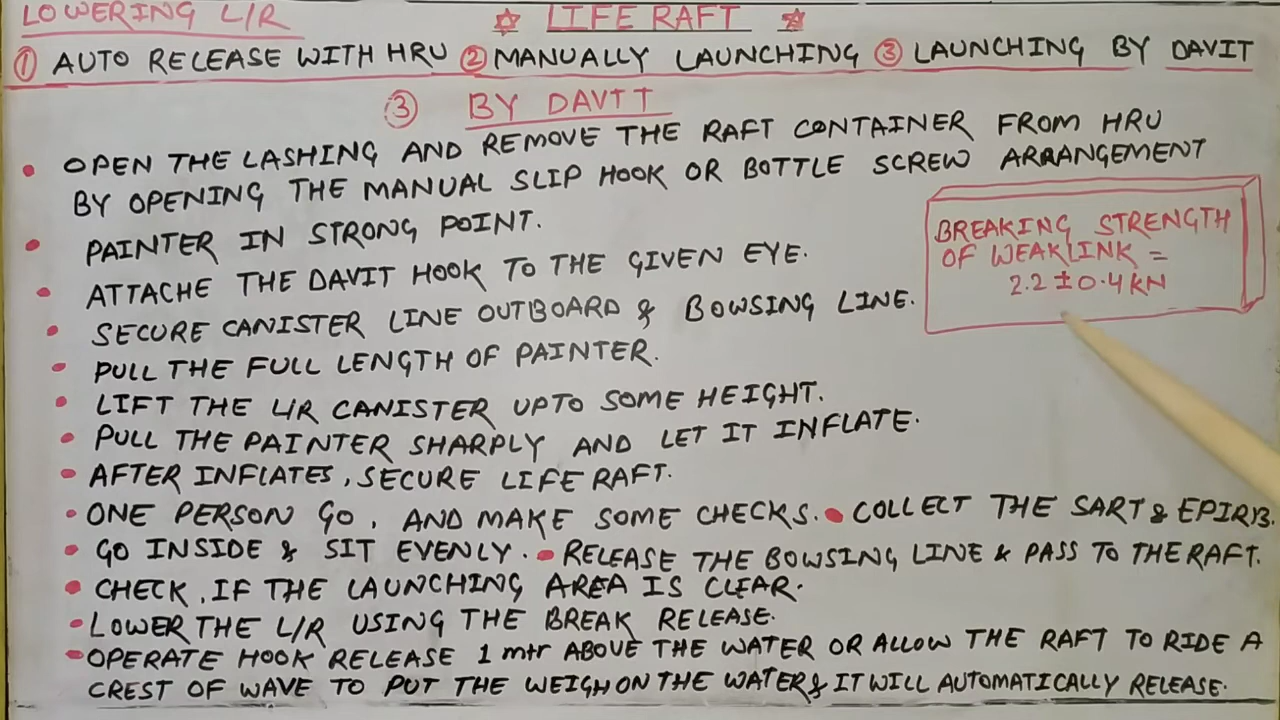 LOWERING L/R
LIFE RAFT
① AUTO RELEASE WITH HRU ② MANUALLY LAUNCHING ③ LAUNCHING BY DAVIT
③ BY DAVIT
• OPEN THE LASHING AND REMOVE THE RAFT CONTAINER FROM HRU
BY OPENING THE MANUAL SLIP HOOK OR BOTTLE SCREW ARRANGEMENT
• PAINTER IN STRONG POINT.
• ATTACHE THE DAVIT HOOK TO THE GIVEN EYE.
• SECURE CANISTER LINE OUTBOARD & BOWSING LINE.
• PULL THE FULL LENGTH OF PAINTER.
• LIFT THE L/R CANISTER UPTO SOME HEIGHT.
• PULL THE PAINTER SHARPLY AND LET IT INFLATE.
• AFTER INFLATES, SECURE LIFE RAFT.
• ONE PERSON GO, AND MAKE SOME CHECKS. • COLLECT THE SART & EPIRB.
• GO INSIDE & SIT EVENLY. • RELEASE THE BOWSING LINE & PASS TO THE RAFT.
• CHECK, IF THE LAUNCHING AREA IS CLEAR.
• LOWER THE L/R USING THE BREAK RELEASE.
• OPERATE HOOK RELEASE 1 mtr ABOVE THE WATER OR ALLOW THE RAFT TO RIDE A
CREST OF WAVE TO PUT THE WEIGH ON THE WATER & IT WILL AUTOMATICALLY RELEASE.
BREAKING STRENGTH
OF WEAKLINK =
2.2 ± 0.4 kN